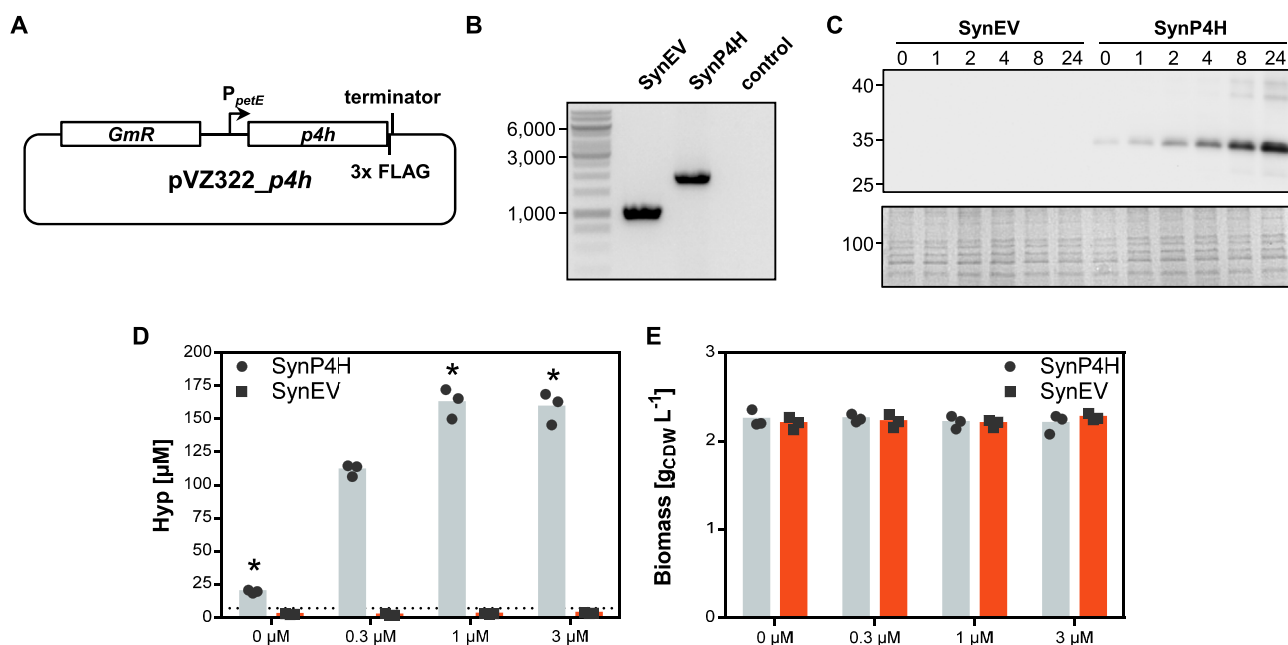 A
P petE
terminator
GmR
p4h
pVZ322_p4h
3x FLAG
B
SynEV
SynP4H
control
6,000
3,000
1,000
C
SynEV
SynP4H
0 1 2 4 8 24 0 1 2 4 8 24
40
35
25
100
D
Hyp [µM]
200
175
150
125
100
75
50
25
0
SynP4H
SynEV
*
*
*
0 µM 0.3 µM 1 µM 3 µM
E
Biomass [gCDW L-1]
3
2
1
0
SynP4H
SynEV
0 µM 0.3 µM 1 µM 3 µM